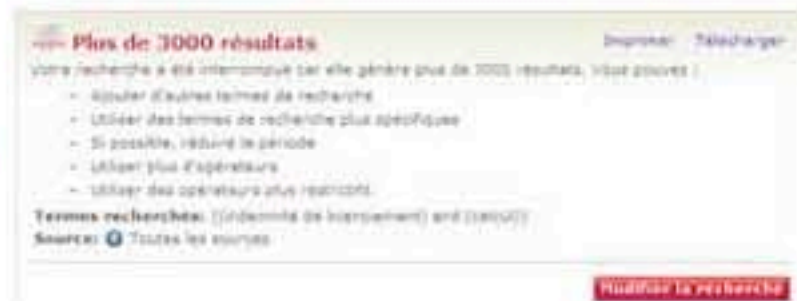 Plus de 3000 résultats
Imprimer Télécharger
Votre recherche a été interrompue car elle génère plus de 3000 résultats. Vous pouvez :
- Ajouter d'autres termes de recherche
- Utiliser des termes de recherche plus spécifiques
- Si possible, réduire la période
- Utiliser plus d'opérateurs
- Utiliser des opérateurs plus restrictifs
Termes recherchés: ((indemnité de licenciement) and (calcul))
Source: Toutes les sources
Modifier la recherche